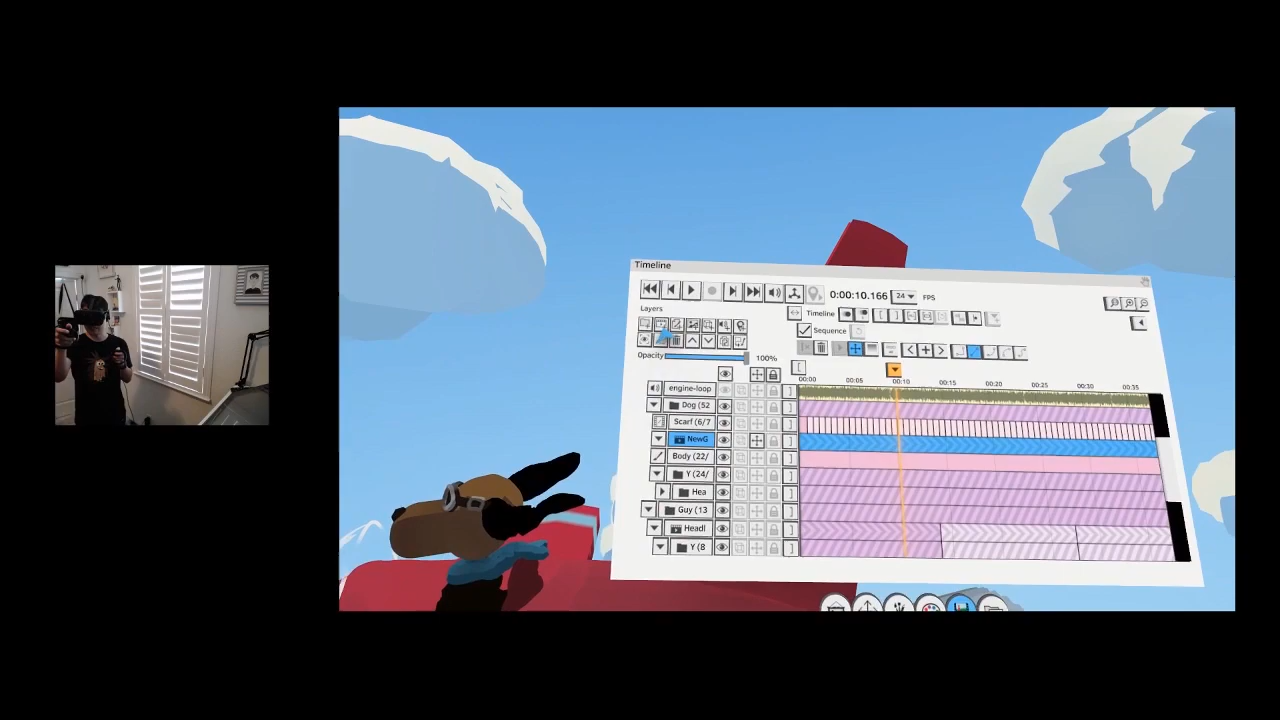 Timeline
0:00:10.166 24 FPS
Layers
Timeline
Sequence
Opacity 100%
00:00 00:05 00:10 00:15 00:20 00:25 00:30 00:35
engine-loop
Dog (52
Scarf (6/7
NewG
Body (22/
Y (24/
Hea
Guy (13
Headl
Y (8